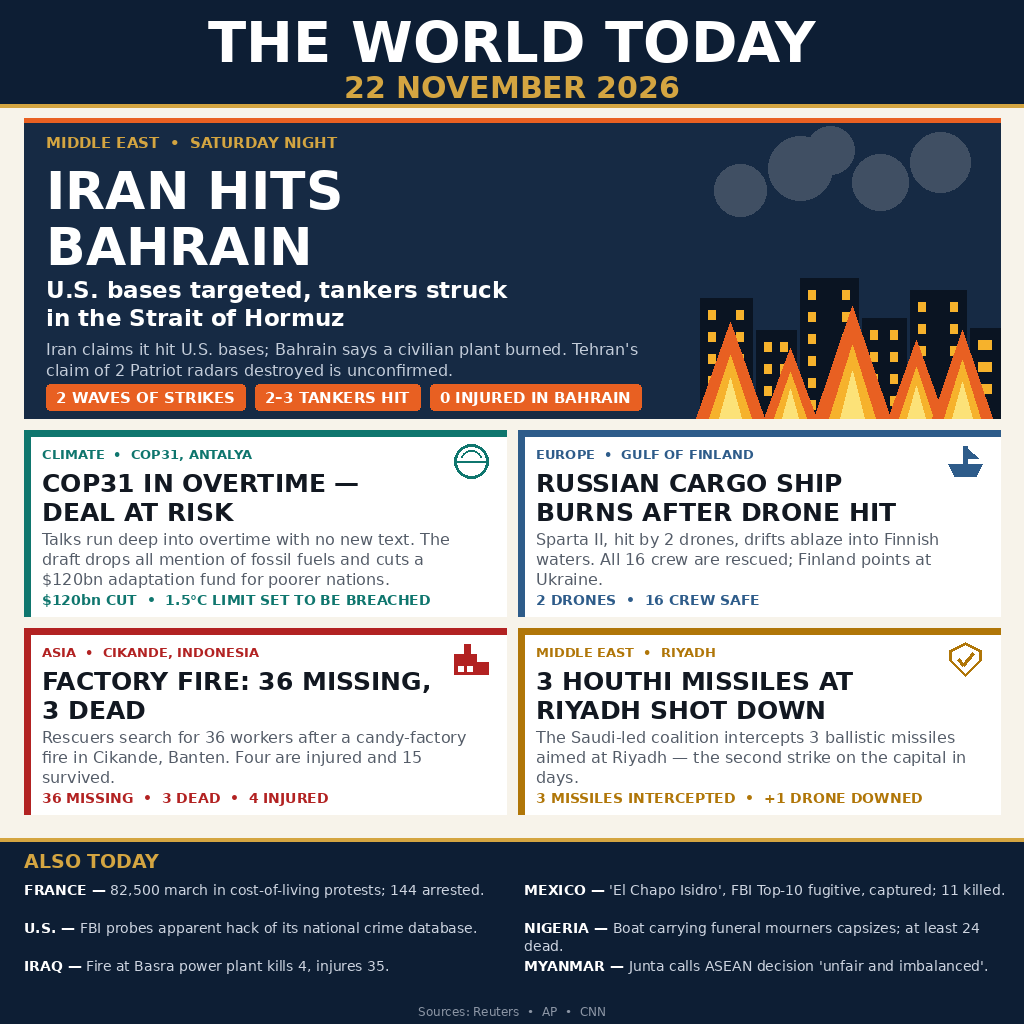 THE WORLD TODAY
22 NOVEMBER 2026
MIDDLE EAST • SATURDAY NIGHT
IRAN HITS
BAHRAIN
U.S. bases targeted, tankers struck
in the Strait of Hormuz
Iran claims it hit U.S. bases; Bahrain says a civilian plant burned. Tehran's
claim of 2 Patriot radars destroyed is unconfirmed.
2 WAVES OF STRIKES
2–3 TANKERS HIT
0 INJURED IN BAHRAIN
CLIMATE • COP31, ANTALYA
COP31 IN OVERTIME —
DEAL AT RISK
Talks run deep into overtime with no new text. The
draft drops all mention of fossil fuels and cuts a
$120bn adaptation fund for poorer nations.
$120bn CUT • 1.5°C LIMIT SET TO BE BREACHED
EUROPE • GULF OF FINLAND
RUSSIAN CARGO SHIP
BURNS AFTER DRONE HIT
Sparta II, hit by 2 drones, drifts ablaze into Finnish
waters. All 16 crew are rescued; Finland points at
Ukraine.
2 DRONES • 16 CREW SAFE
ASIA • CIKANDE, INDONESIA
FACTORY FIRE: 36 MISSING,
3 DEAD
Rescuers search for 36 workers after a candy-factory
fire in Cikande, Banten. Four are injured and 15
survived.
36 MISSING • 3 DEAD • 4 INJURED
MIDDLE EAST • RIYADH
3 HOUTHI MISSILES AT
RIYADH SHOT DOWN
The Saudi-led coalition intercepts 3 ballistic missiles
aimed at Riyadh — the second strike on the capital in
days.
3 MISSILES INTERCEPTED • +1 DRONE DOWNED
ALSO TODAY
FRANCE — 82,500 march in cost-of-living protests; 144 arrested.
U.S. — FBI probes apparent hack of its national crime database.
IRAQ — Fire at Basra power plant kills 4, injures 35.
MEXICO — 'El Chapo Isidro', FBI Top-10 fugitive, captured; 11 killed.
NIGERIA — Boat carrying funeral mourners capsizes; at least 24
dead.
MYANMAR — Junta calls ASEAN decision 'unfair and imbalanced'.
Sources: Reuters • AP • CNN